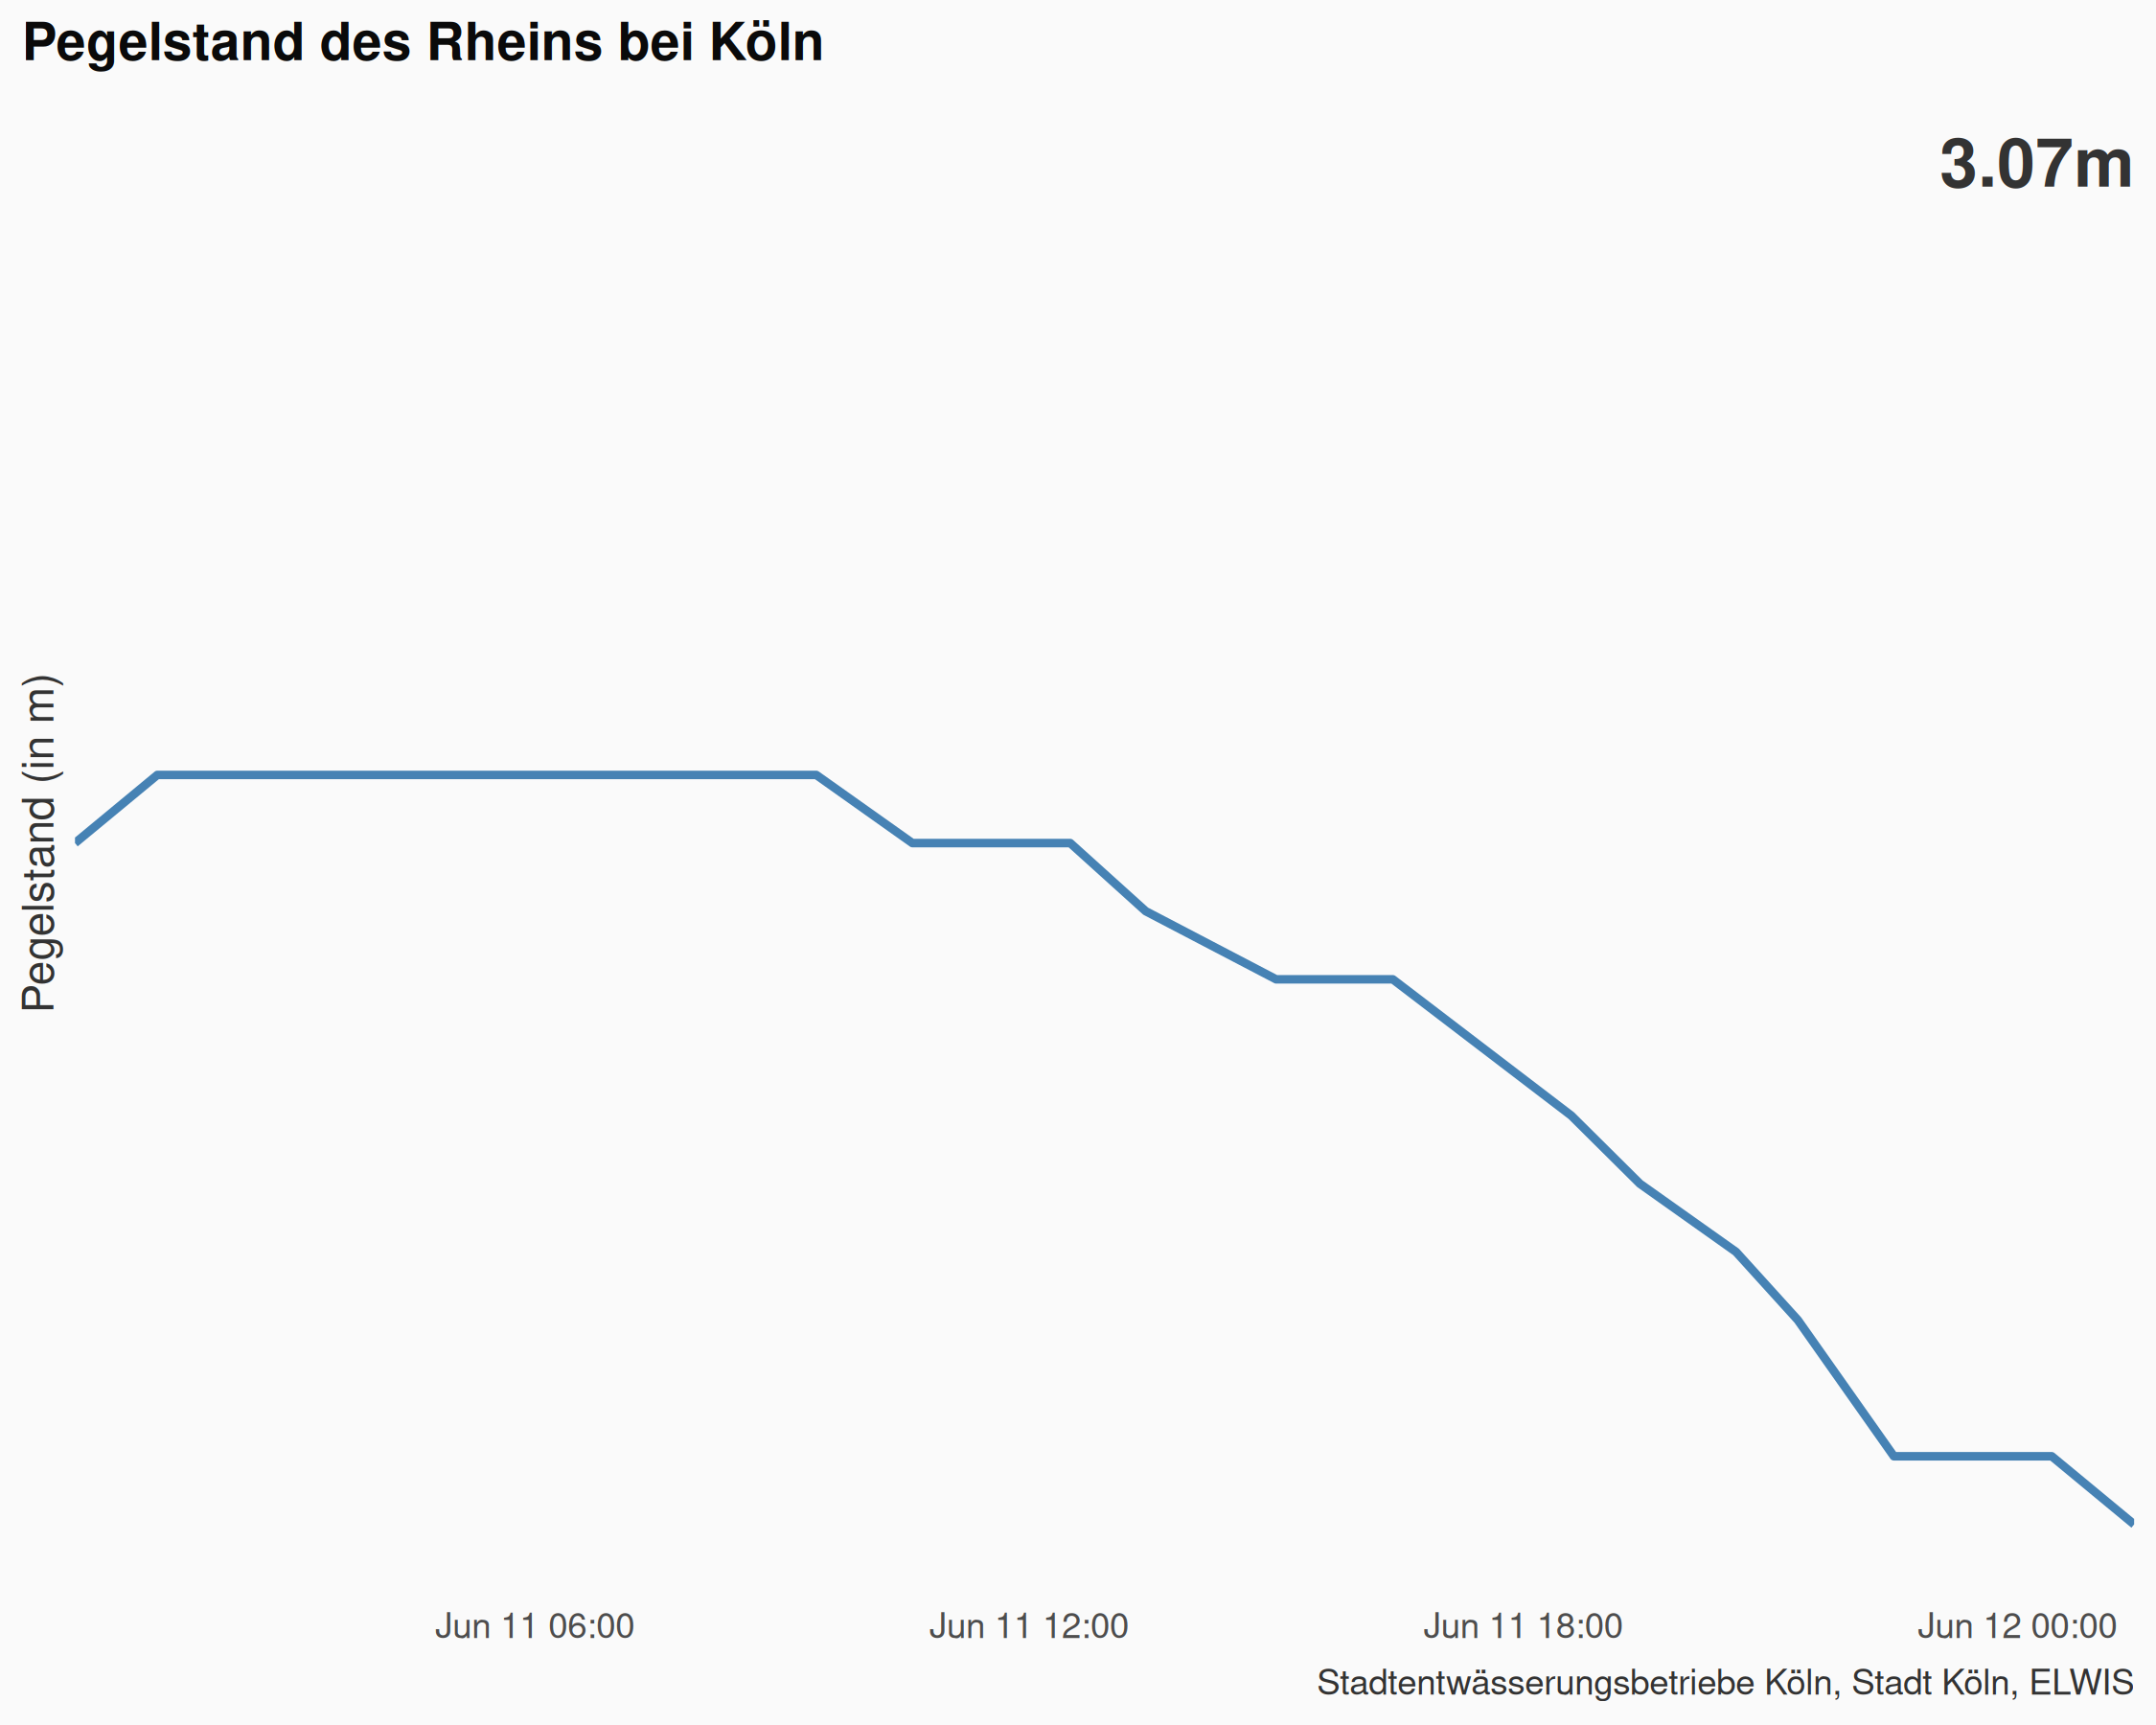 Pegelstand des Rheins bei Köln
3.07m
Pegelstand (in m)
Jun 11 06:00
Jun 11 12:00
Jun 11 18:00
Jun 12 00:00
Stadtentwässerungsbetriebe Köln, Stadt Köln, ELWIS